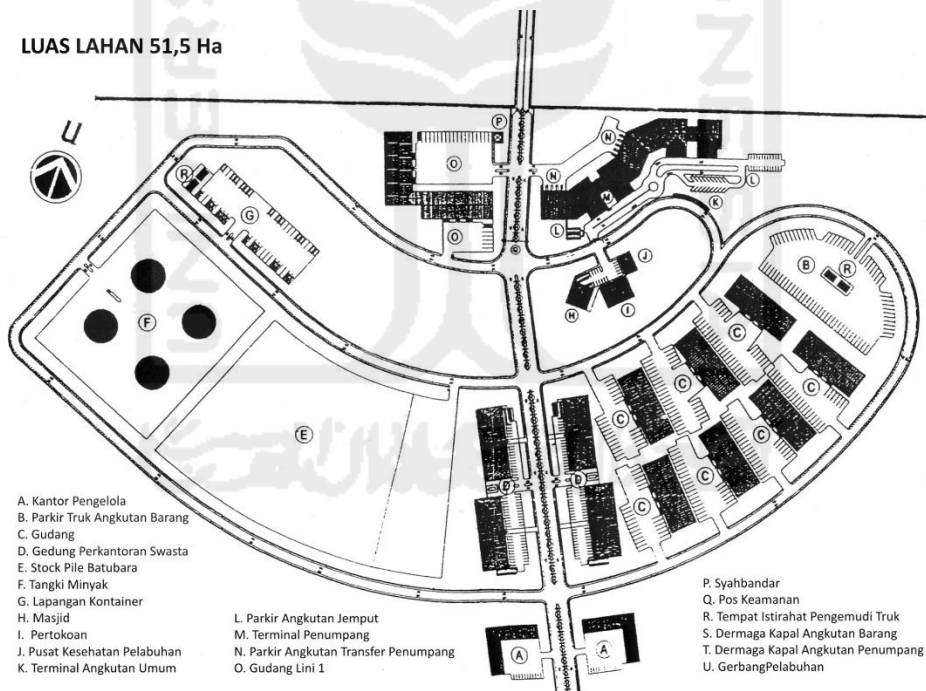 LUAS LAHAN 51,5 Ha
U
P
N
O
N
R
L
M
G
K
L
O
J
B
R
H
I
C
F
C
C
E
C
C
C
D
D
C
C
A. Kantor Pengelola
B. Parkir Truk Angkutan Barang
C. Gudang
D. Gedung Perkantoran Swasta
E. Stock Pile Batubara
F. Tangki Minyak
G. Lapangan Kontainer
H. Masjid
I. Pertokoan
J. Pusat Kesehatan Pelabuhan
K. Terminal Angkutan Umum
L. Parkir Angkutan Jemput
M. Terminal Penumpang
N. Parkir Angkutan Transfer Penumpang
O. Gudang Lini 1
P. Syahbandar
Q. Pos Keamanan
R. Tempat Istirahat Pengemudi Truk
S. Dermaga Kapal Angkutan Barang
T. Dermaga Kapal Angkutan Penumpang
U. GerbangPelabuhan
A
A